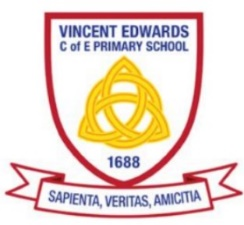 VINCENT EDWARDS
C of E PRIMARY SCHOOL
1688
SAPIENTA, VERITAS, AMICITIA